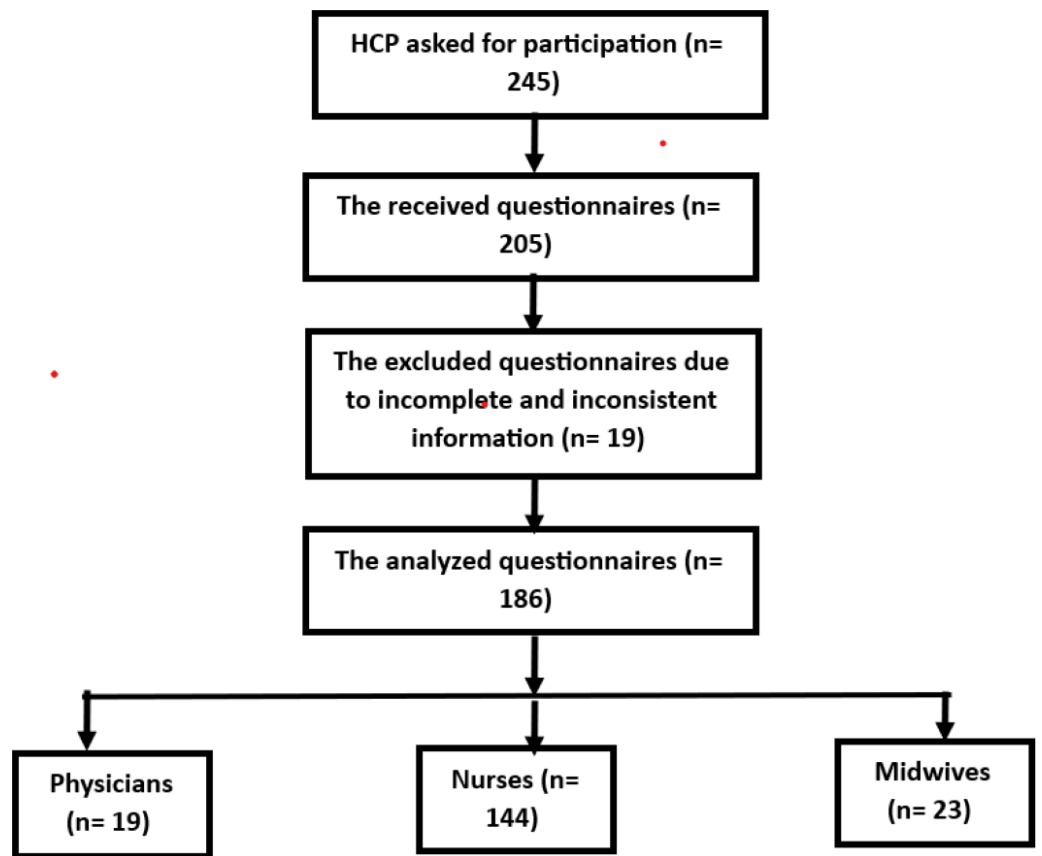 HCP asked for participation (n=
245)
The received questionnaires (n=
205)
The excluded questionnaires due
to incomplete and inconsistent
information (n= 19)
The analyzed questionnaires (n=
186)
Physicians
(n= 19)
Nurses (n=
144)
Midwives
(n= 23)